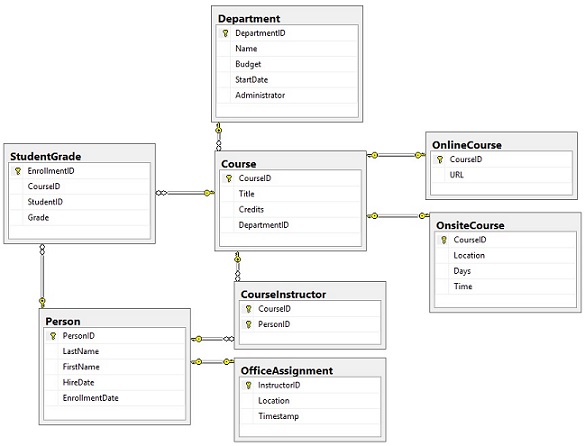 Department
DepartmentID
Name
Budget
StartDate
Administrator
StudentGrade
EnrollmentID
CourseID
StudentID
Grade
Course
CourseID
Title
Credits
DepartmentID
OnlineCourse
CourseID
URL
OnsiteCourse
CourseID
Location
Days
Time
CourseInstructor
CourseID
PersonID
Person
PersonID
LastName
FirstName
HireDate
EnrollmentDate
OfficeAssignment
InstructorID
Location
Timestamp